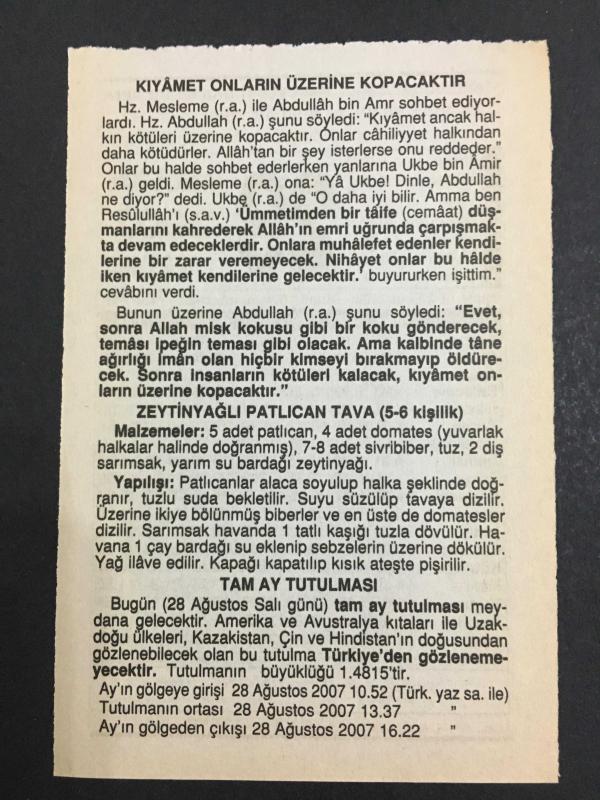 KIYÂMET ONLARIN ÜZERİNE KOPACAKTIR
Hz. Mesleme (r.a.) ile Abdullâh bin Amr sohbet ediyor-
lardı. Hz. Abdullah (r.a.) şunu söyledi: “Kıyâmet ancak hal-
kın kötüleri üzerine kopacaktır. Onlar câhiliyyet halkından
daha kötüdürler. Allâh’tan bir şey isterlerse onu reddeder.”
Onlar bu halde sohbet ederlerken yanlarına Ukbe bin Âmir
(r.a.) geldi. Mesleme (r.a.) ona: “Yâ Ukbe! Dinle, Abdullah
ne diyor?” dedi. Ukbe (r.a.) de “O daha iyi bilir. Amma ben
Resûlullah’ı (s.a.v.) ‘Ümmetimden bir tâife (cemâat) düş-
manlarını kahrederek Allâh’ın emri uğrunda çarpışmak-
ta devam edeceklerdir. Onlara muhâlefet edenler kendi-
lerine bir zarar veremeyecek. Nihâyet onlar bu hâlde
iken kıyâmet kendilerine gelecektir.’ buyururken işittim.”
cevâbını verdi.
Bunun üzerine Abdullah (r.a.) şunu söyledi: “Evet,
sonra Allah misk kokusu gibi bir koku gönderecek,
temâsı ipeğin teması gibi olacak. Ama kalbinde tâne
ağırlığı îmân olan hiçbir kimseyi bırakmayıp öldüre-
cek. Sonra insanların kötüleri kalacak, kıyâmet on-
ların üzerine kopacaktır.”
ZEYTİNYAĞLI PATLICAN TAVA (5-6 kişilik)
Malzemeler: 5 adet patlıcan, 4 adet domates (yuvarlak
halkalar halinde doğranmış), 7-8 adet sivribiber, tuz, 2 diş
sarımsak, yarım su bardağı zeytinyağı.
Yapılışı: Patlıcanlar alaca soyulup halka şeklinde doğ-
ranır, tuzlu suda bekletilir. Suyu süzülüp tavaya dizilir.
Üzerine ikiye bölünmüş biberler ve en üste de domatesler
dizilir. Sarımsak havanda 1 tatlı kaşığı tuzla dövülür. Ha-
vana 1 çay bardağı su eklenip sebzelerin üzerine dökülür.
Yağ ilâve edilir. Kapağı kapatılıp kısık ateşte pişirilir.
TAM AY TUTULMASI
Bugün (28 Ağustos Salı günü) tam ay tutulması mey-
dana gelecektir. Amerika ve Avustralya kıtaları ile Uzak-
doğu ülkeleri, Kazakistan, Çin ve Hindistan’ın doğusundan
gözlenebilecek olan bu tutulma Türkiye’den gözleneme-
yecektir. Tutulmanın büyüklüğü 1.4815’tir.
Ay’ın gölgeye girişi 28 Ağustos 2007 10.52 (Türk. yaz sa. ile)
Tutulmanın ortası 28 Ağustos 2007 13.37 "
Ay’ın gölgeden çıkışı 28 Ağustos 2007 16.22 "